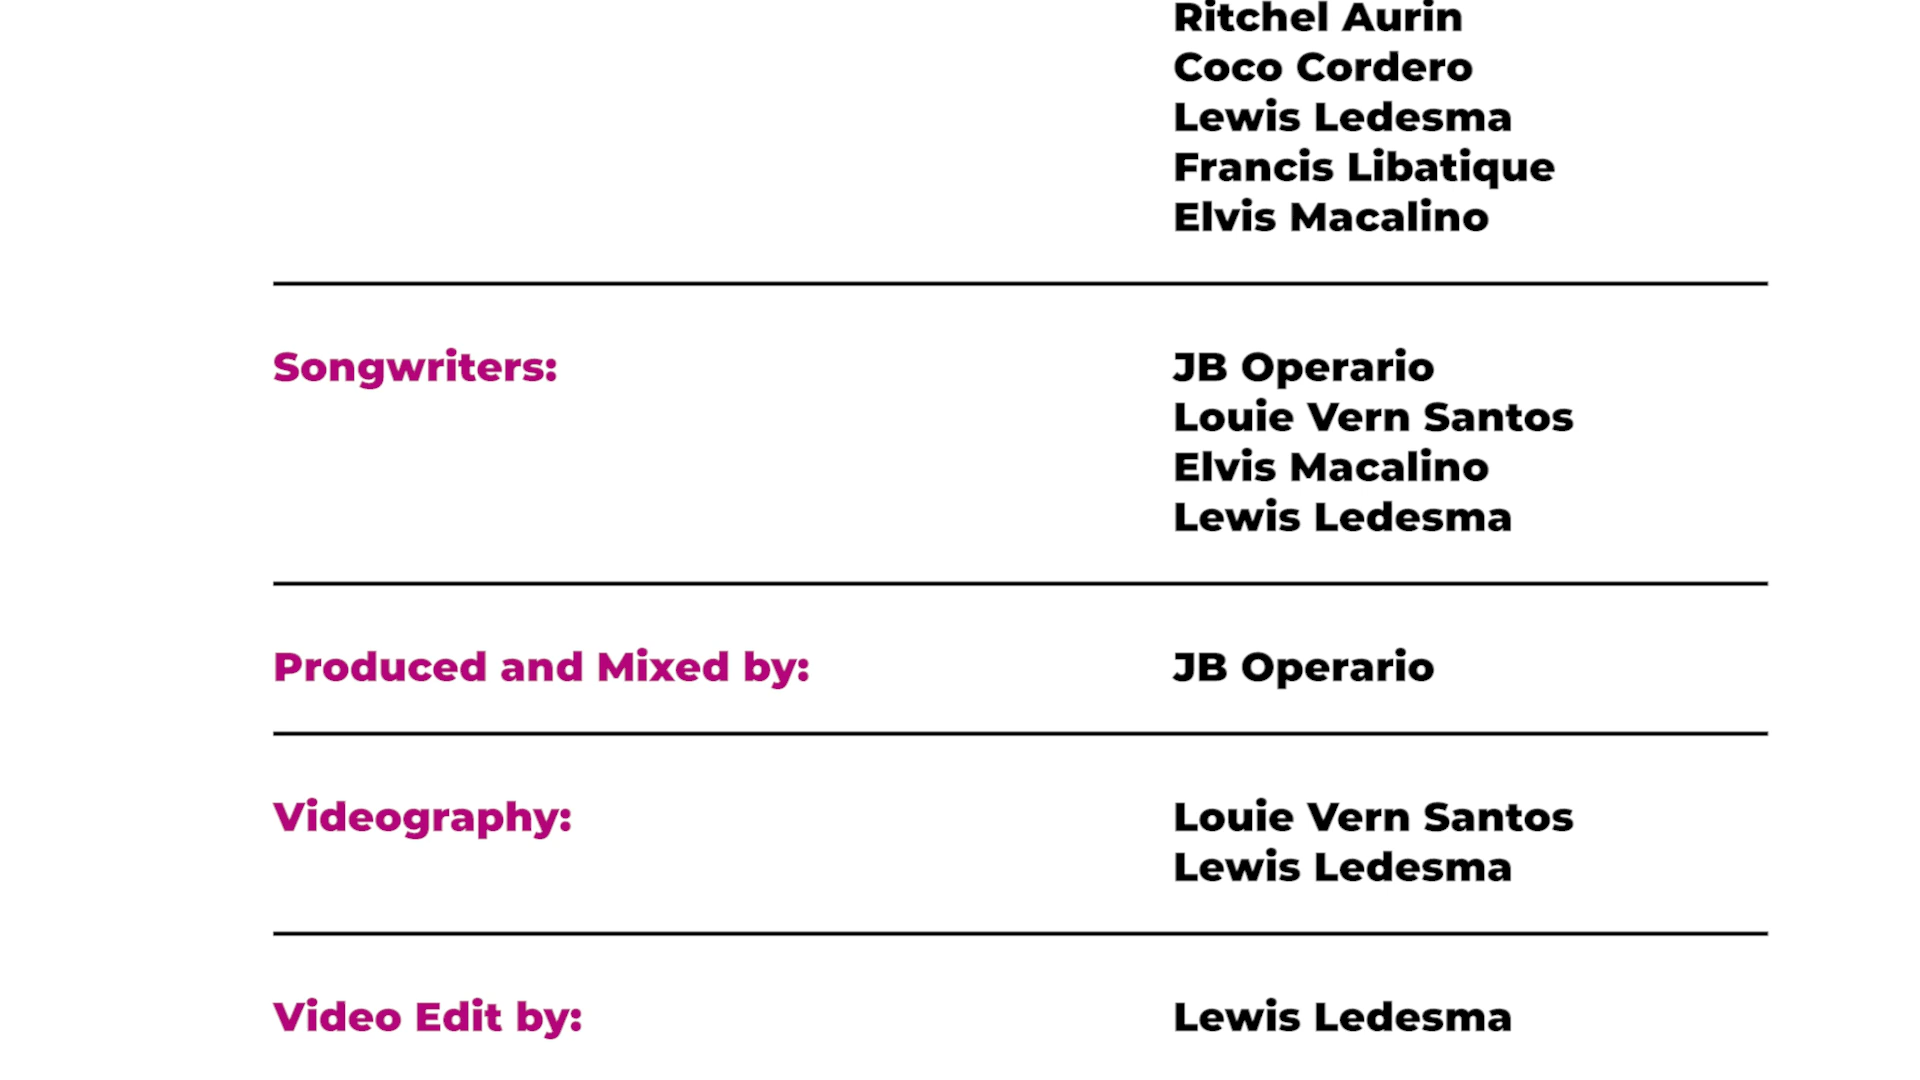 Ritchel Aurin
Coco Cordero
Lewis Ledesma
Francis Libatique
Elvis Macalino
Songwriters: JB Operario
Louie Vern Santos
Elvis Macalino
Lewis Ledesma
Produced and Mixed by: JB Operario
Videography: Louie Vern Santos
Lewis Ledesma
Video Edit by: Lewis Ledesma